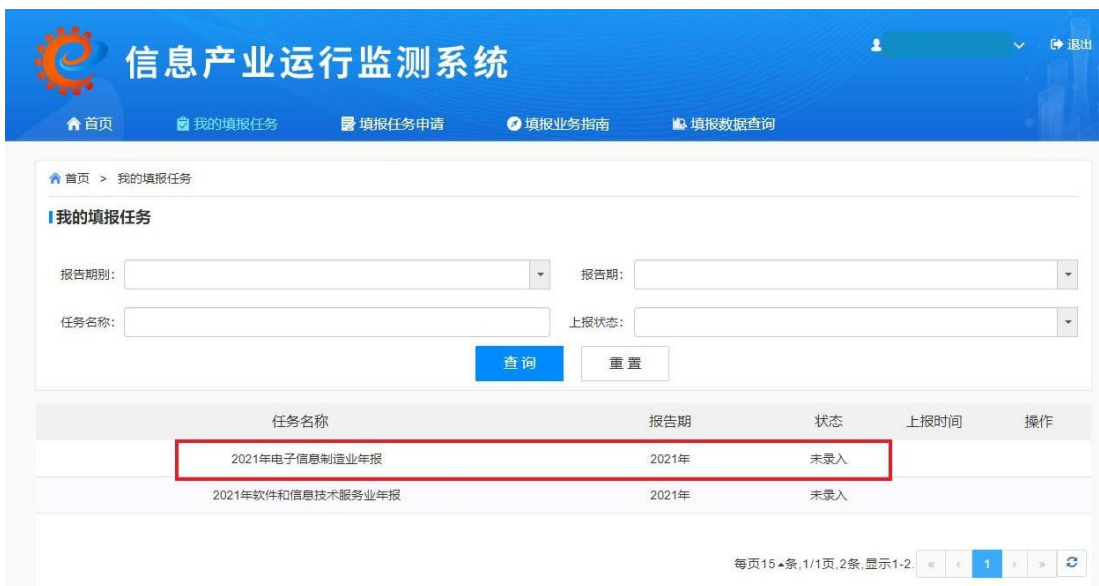 信息产业运行监测系统
退出
首页 我的填报任务 填报任务申请 填报业务指南 填报数据查询
首页 > 我的填报任务
我的填报任务
报告期别： 报告期：
任务名称： 上报状态：
查询 重置
任务名称 报告期 状态 上报时间 操作
2021年电子信息制造业年报 2021年 未录入
2021年软件和信息技术服务业年报 2021年 未录入
每页15条,1/1页,2条,显示1-2. « ‹ 1 › »